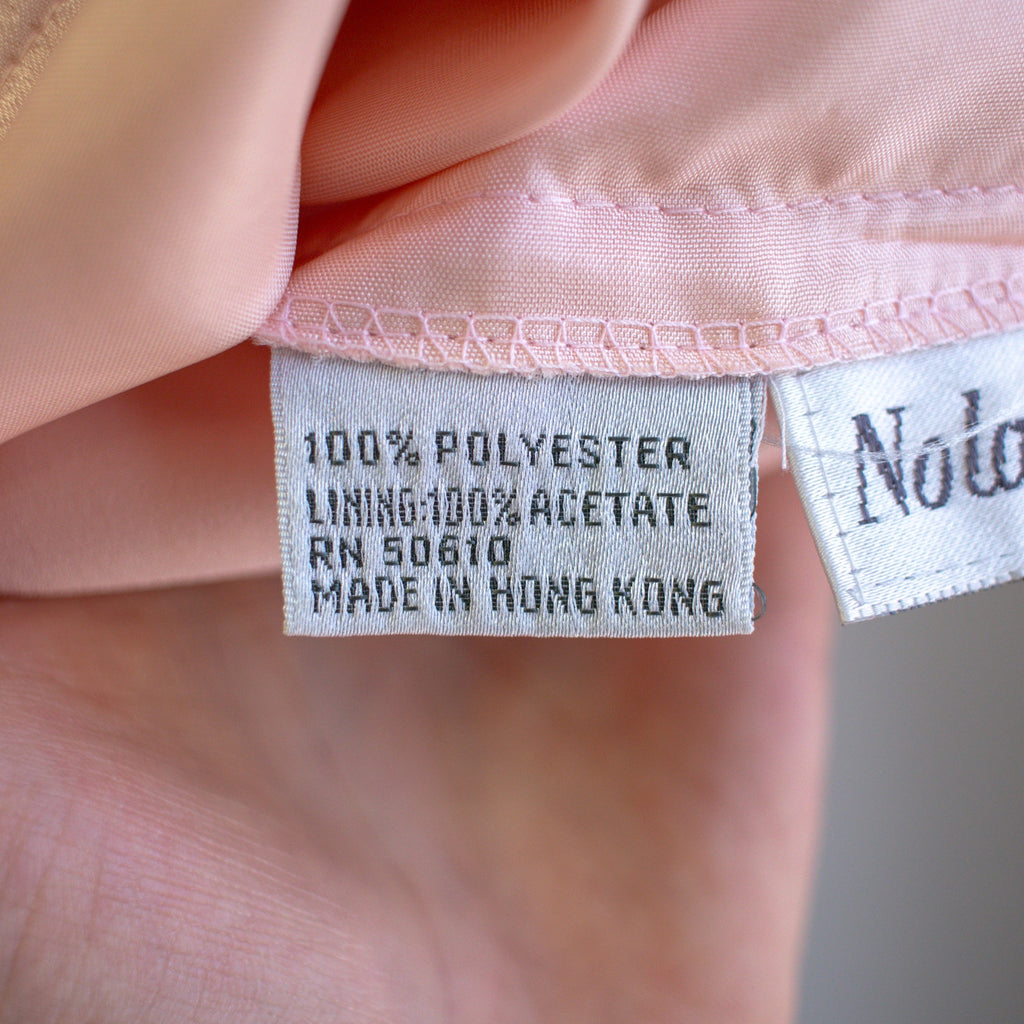 100% POLYESTER
LINING:100% ACETATE
RN 50610
MADE IN HONG KONG